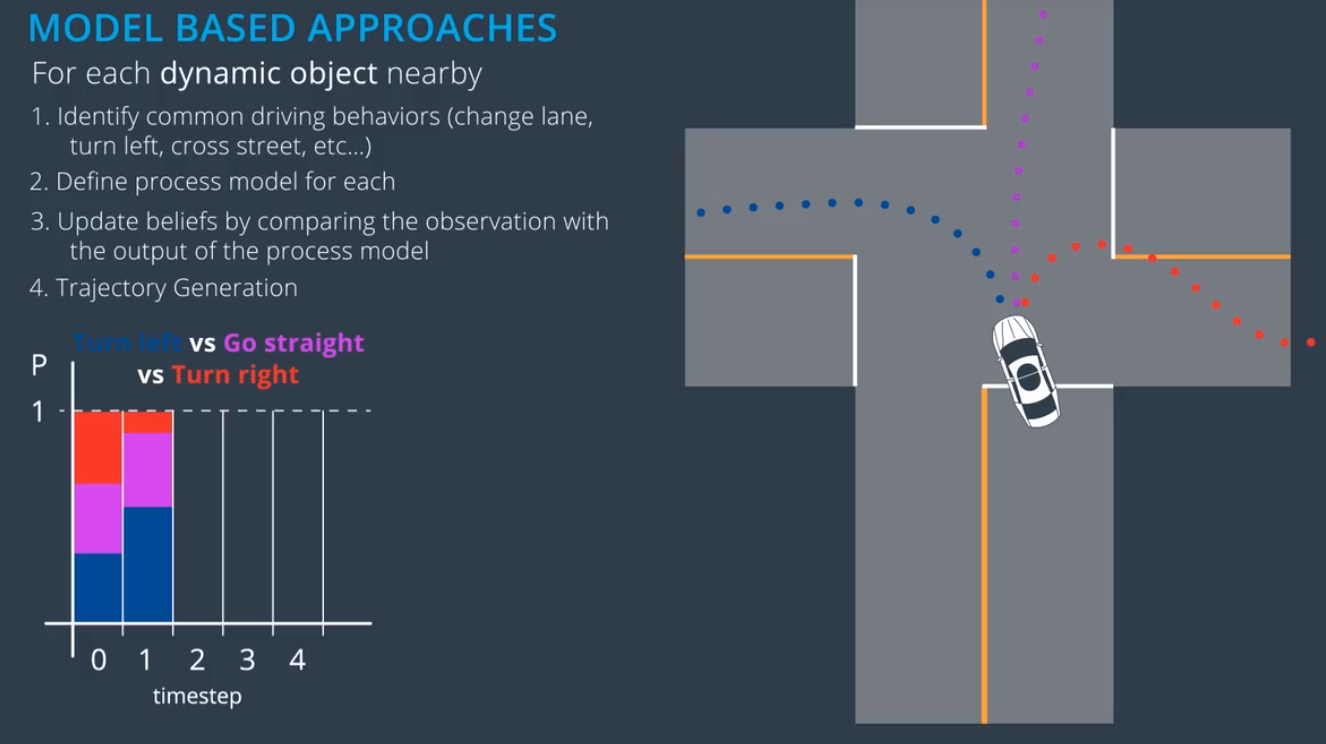 MODEL BASED APPROACHES
For each dynamic object nearby
1. Identify common driving behaviors (change lane,
turn left, cross street, etc...)
2. Define process model for each
3. Update beliefs by comparing the observation with
the output of the process model
4. Trajectory Generation
Turn left vs Go straight
vs Turn right
P
1
0 1 2 3 4
timestep